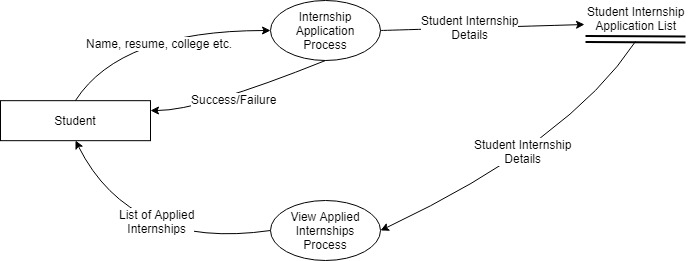 Internship
Application
Process
Student Internship
Details
Student Internship
Application List
Name, resume, college etc.
Success/Failure
Student
Student Internship
Details
List of Applied
Internships
View Applied
Internships
Process